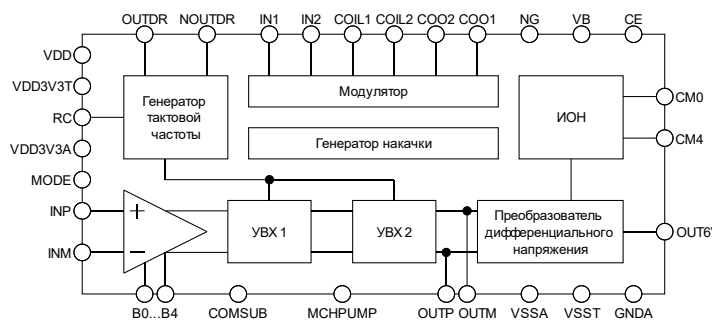 OUTDR NOUTDR IN1 IN2 COIL1 COIL2 COO2 COO1 NG VB CE
VDD
VDD3V3T
RC
VDD3V3A
MODE
INP
INM
Генератор
тактовой
частоты
Модулятор
Генератор накачки
ИОН
CM0
CM4
+
−
УВХ 1
УВХ 2
Преобразователь
дифференциального
напряжения
OUT6V
B0...B4 COMSUB MCHPUMP OUTP OUTM VSSA VSST GNDA